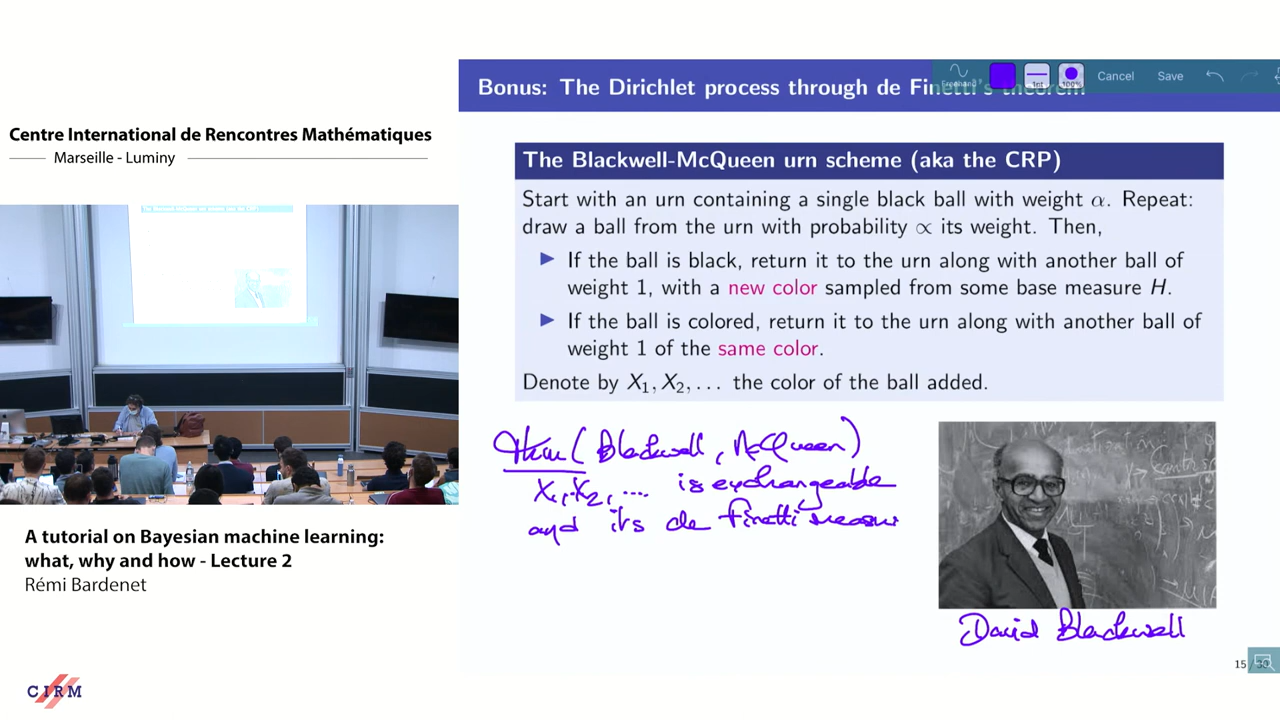 Centre International de Rencontres Mathématiques
Marseille - Luminy
A tutorial on Bayesian machine learning:
what, why and how - Lecture 2
Rémi Bardenet
CIRM
Bonus: The Dirichlet process through de Finetti's theorem
Cancel Save
The Blackwell-McQueen urn scheme (aka the CRP)
Start with an urn containing a single black ball with weight α. Repeat:
draw a ball from the urn with probability ∝ its weight. Then,
▶ If the ball is black, return it to the urn along with another ball of
weight 1, with a new color sampled from some base measure H.
▶ If the ball is colored, return it to the urn along with another ball of
weight 1 of the same color.
Denote by X₁, X₂, . . . the color of the ball added.
Thm (Blackwell, McQueen)
X₁, X₂, ... is exchangeable
and its de Finetti measure
David Blackwell
15 /